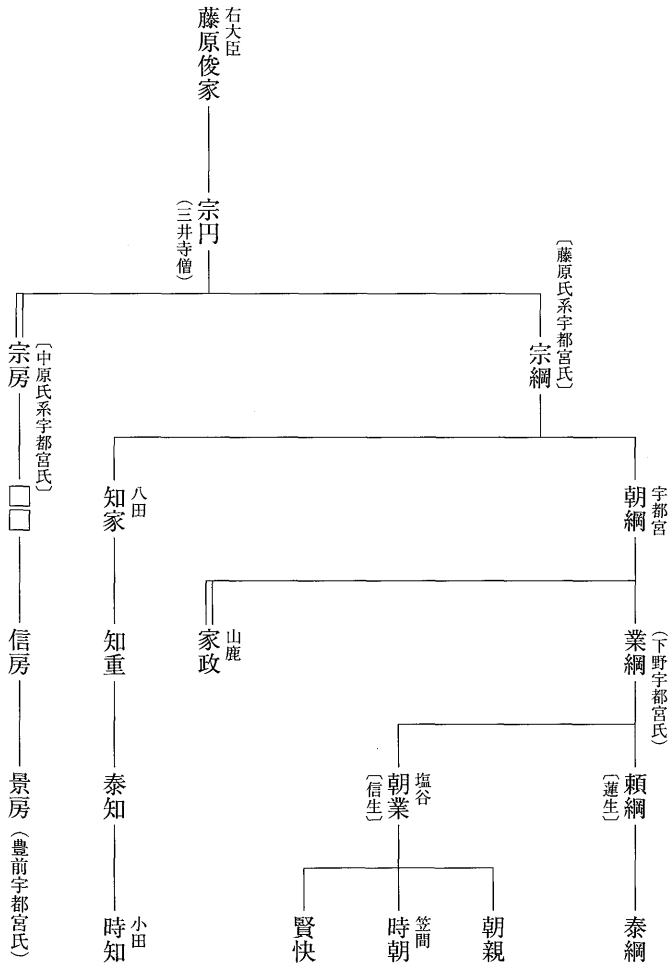 右大臣
藤原俊家
宗円
(三井寺僧)
〔藤原氏系宇都宮氏〕
宗綱
宇都宮
朝綱
業綱
(下野宇都宮氏)
頼綱
〔蓮生〕
泰綱
塩谷
朝業
〔信生〕
朝親
笠間
時朝
賢快
山鹿
家政
八田
知家
知重
泰知
小田
時知
〔中原氏系宇都宮氏〕
宗房
□□
信房
景房(豊前宇都宮氏)